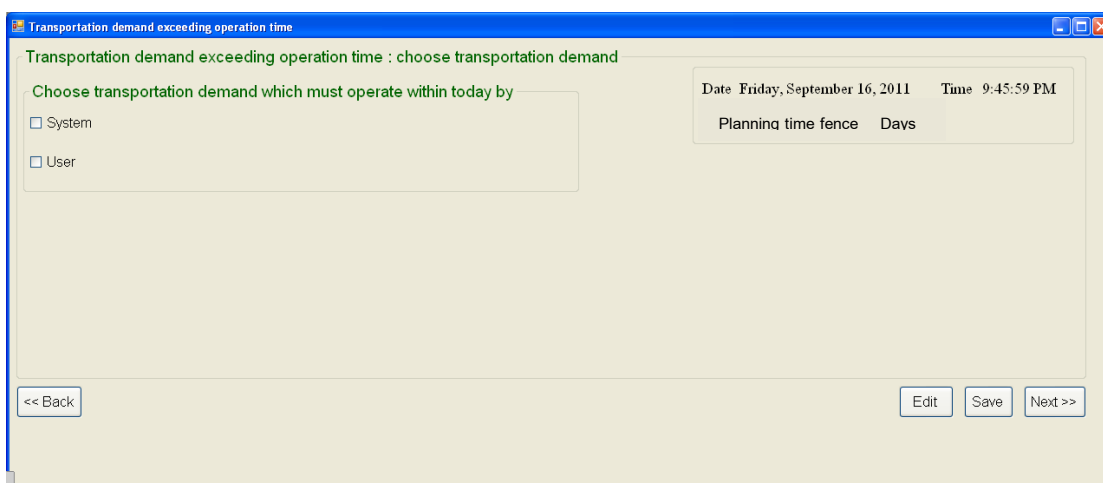 Transportation demand exceeding operation time
Transportation demand exceeding operation time : choose transportation demand
Choose transportation demand which must operate within today by
System
User
Date Friday, September 16, 2011 Time 9:45:59 PM
Planning time fence Days
<< Back
Edit
Save
Next >>